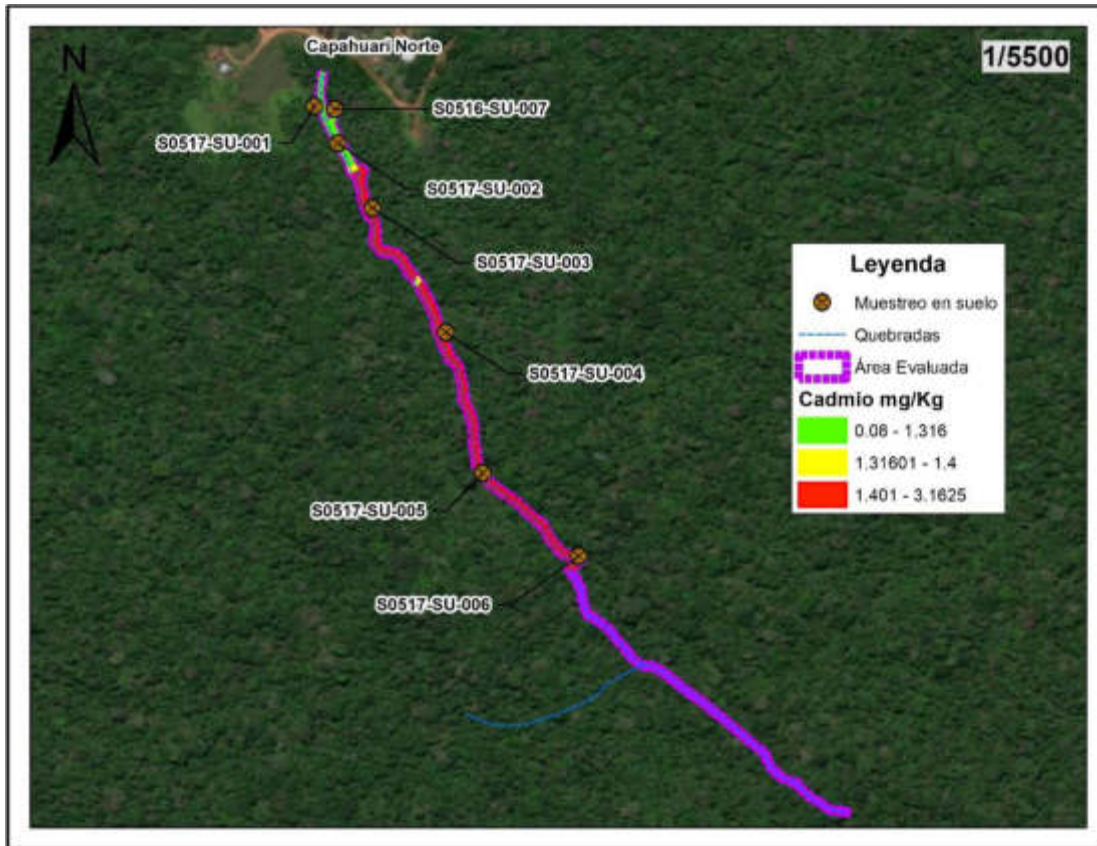 Capahuari Norte
1/5500
N
S0516-SU-007
S0517-SU-001
S0517-SU-002
S0517-SU-003
S0517-SU-004
S0517-SU-005
S0517-SU-006
Leyenda
Muestreo en suelo
Quebradas
Área Evaluada
Cadmio mg/Kg
0.08 - 1,316
1,31601 - 1.4
1.401 - 3.1625